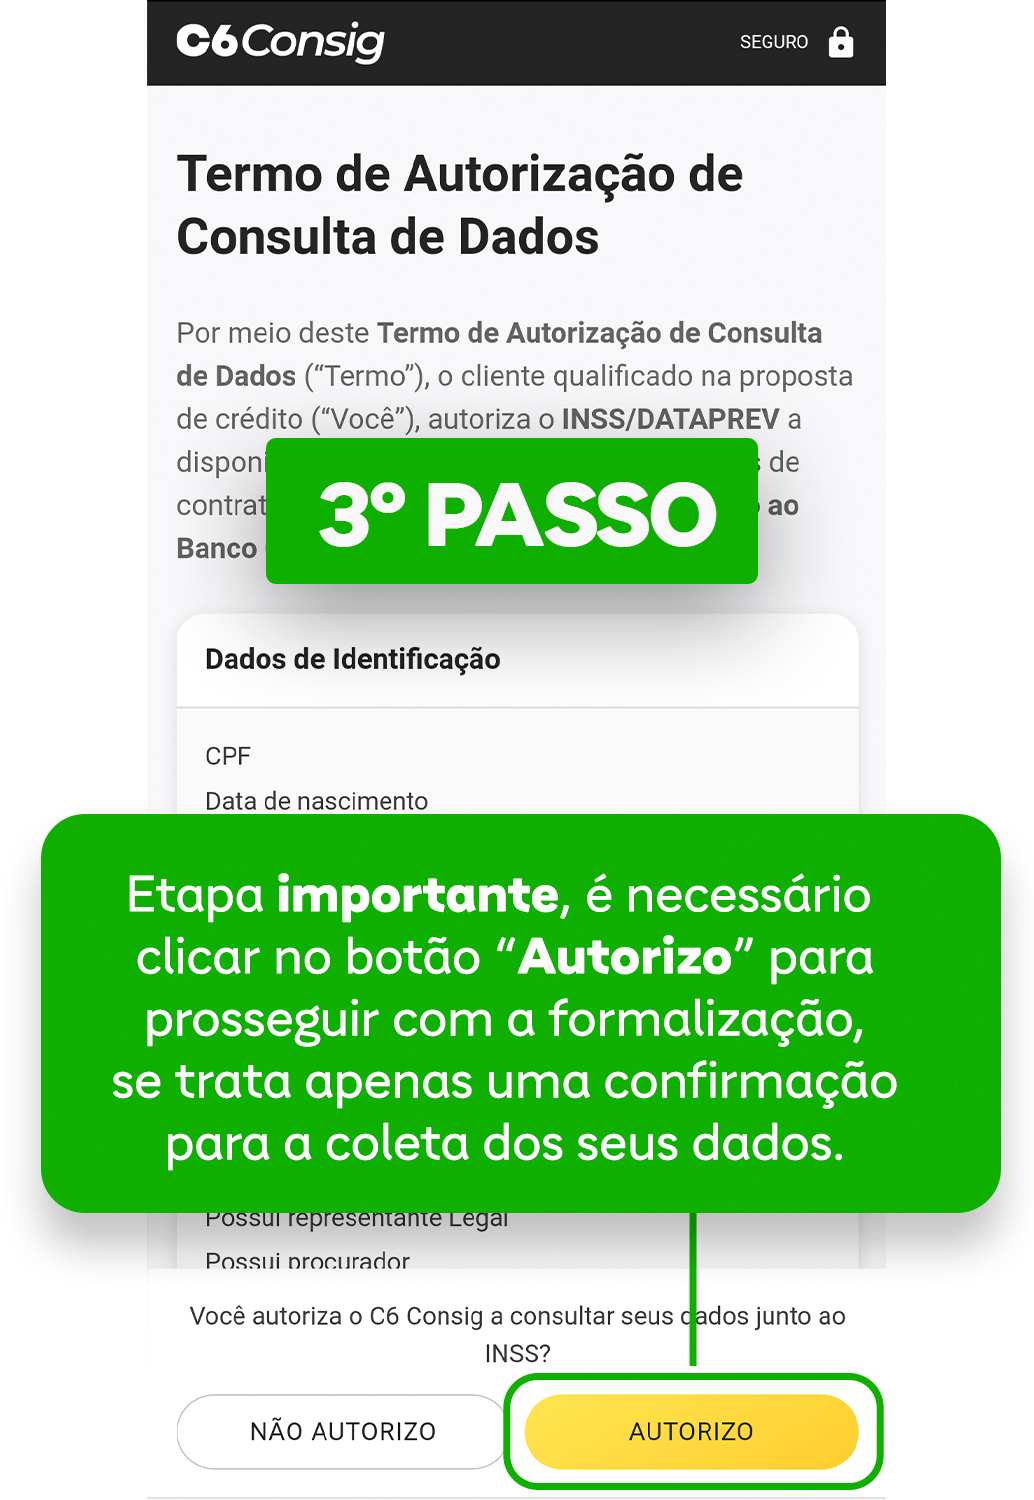 C6 Consig
SEGURO
Termo de Autorização de
Consulta de Dados
Por meio deste Termo de Autorização de Consulta
de Dados (“Termo”), o cliente qualificado na proposta
de crédito (“Você”), autoriza o INSS/DATAPREV a
de
ao
Banco
3º PASSO
Dados de Identificação
CPF
Data de nascimento
Etapa importante, é necessário
clicar no botão “Autorizo” para
prosseguir com a formalização,
se trata apenas uma confirmação
para a coleta dos seus dados.
Possui representante Legal
Possui procurador
Você autoriza o C6 Consig a consultar seus dados junto ao
INSS?
NÃO AUTORIZO
AUTORIZO